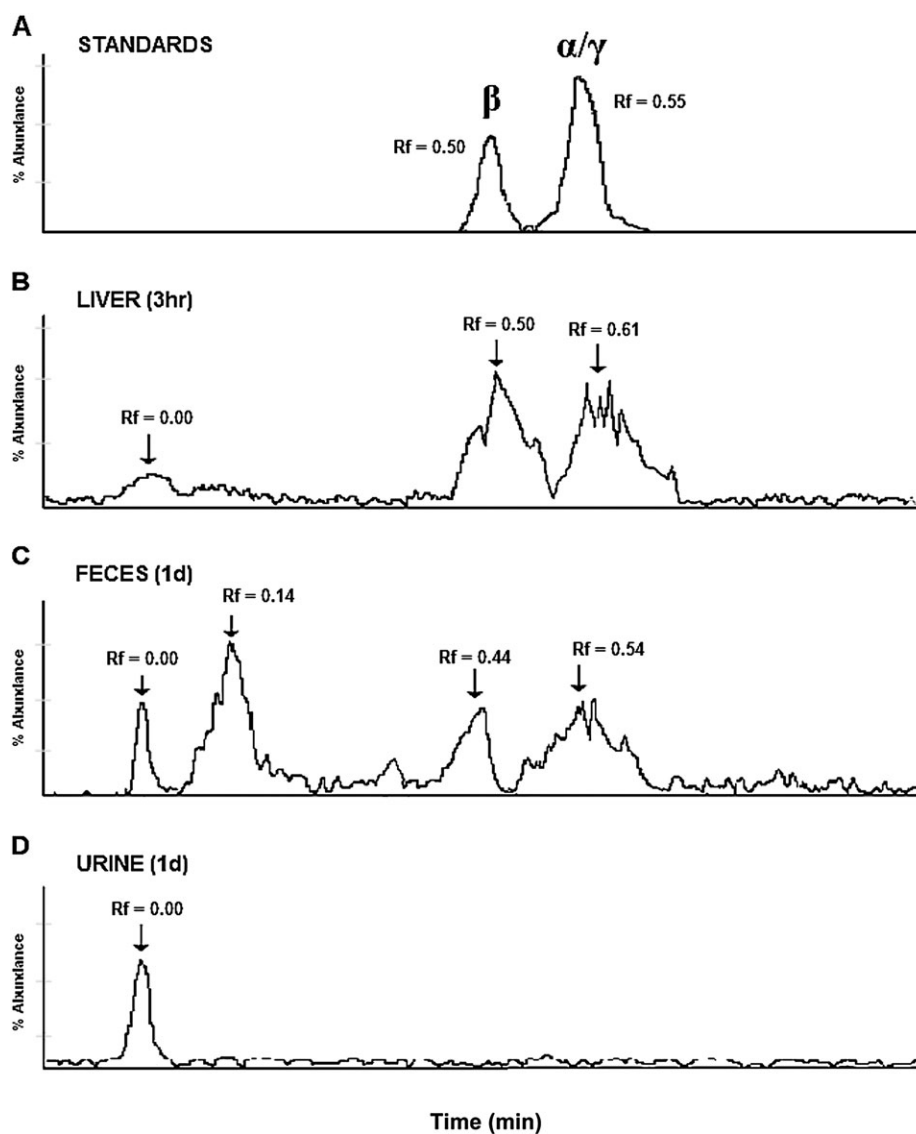 A
STANDARDS
β
α/γ
Rf = 0.50
Rf = 0.55
% Abundance
B
LIVER (3hr)
Rf = 0.00
Rf = 0.50
Rf = 0.61
% Abundance
C
FECES (1d)
Rf = 0.00
Rf = 0.14
Rf = 0.44
Rf = 0.54
% Abundance
D
URINE (1d)
Rf = 0.00
% Abundance
Time (min)